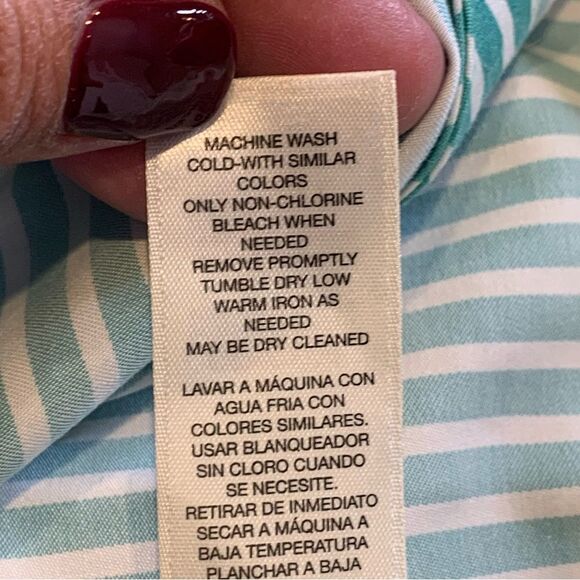 MACHINE WASH
COLD-WITH SIMILAR
COLORS
ONLY NON-CHLORINE
BLEACH WHEN
NEEDED
REMOVE PROMPTLY
TUMBLE DRY LOW
WARM IRON AS
NEEDED
MAY BE DRY CLEANED
LAVAR A MÁQUINA CON
AGUA FRIA CON
COLORES SIMILARES.
USAR BLANQUEADOR
SIN CLORO CUANDO
SE NECESITE.
RETIRAR DE INMEDIATO
SECAR A MÁQUINA A
BAJA TEMPERATURA
PLANCHAR A BAJA